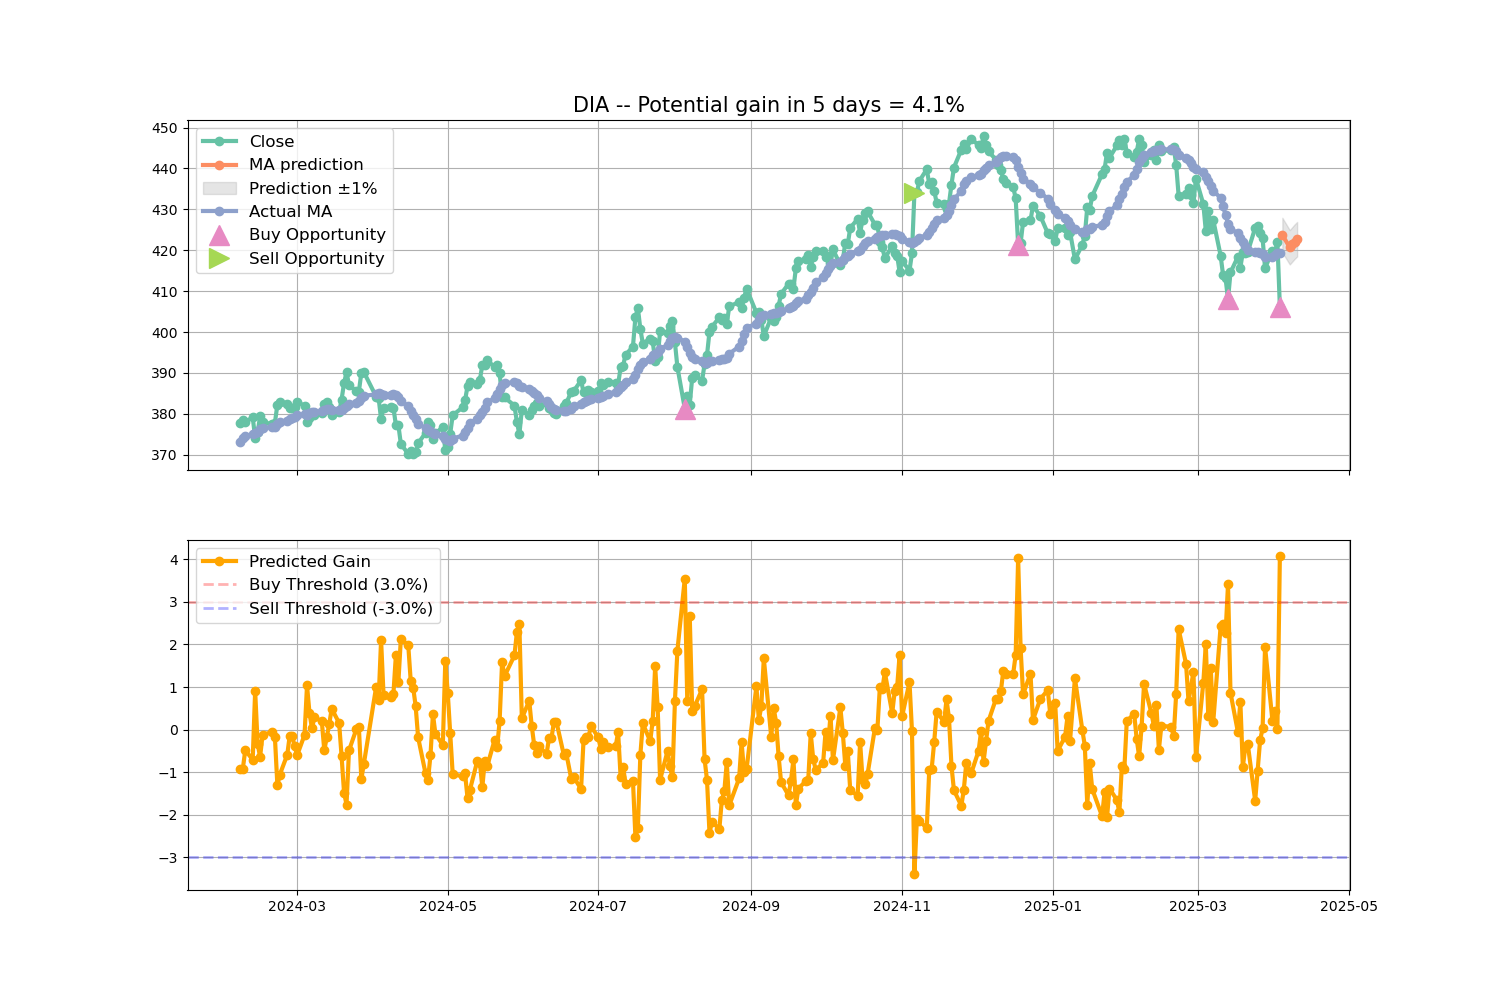 DIA -- Potential gain in 5 days = 4.1%
450
440
430
420
410
400
390
380
370
Close
MA prediction
Prediction ±1%
Actual MA
Buy Opportunity
Sell Opportunity
4
3
2
1
0
−1
−2
−3
Predicted Gain
Buy Threshold (3.0%)
Sell Threshold (-3.0%)
2024-03
2024-05
2024-07
2024-09
2024-11
2025-01
2025-03
2025-05